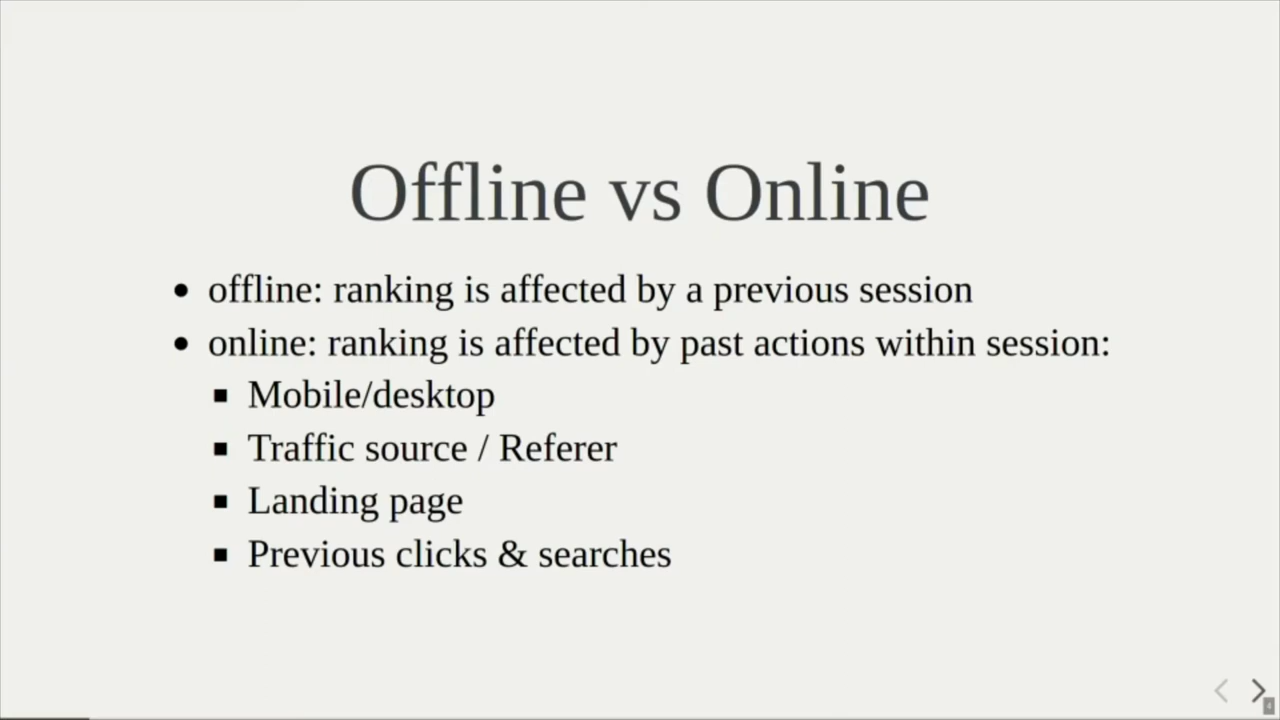 Offline vs Online
• offline: ranking is affected by a previous session
• online: ranking is affected by past actions within session:
▪ Mobile/desktop
▪ Traffic source / Referer
▪ Landing page
▪ Previous clicks & searches
4